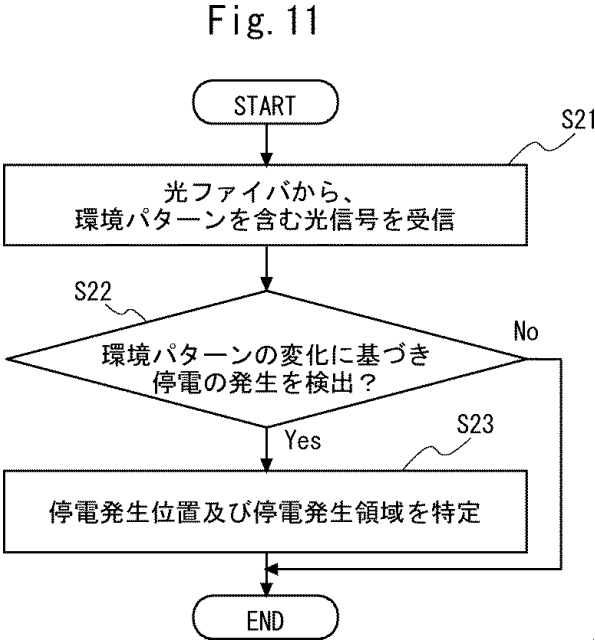 Fig. 11
START
S21
光ファイバから、
環境パターンを含む光信号を受信
S22
環境パターンの変化に基づき
停電の発生を検出？
No
Yes
S23
停電発生位置及び停電発生領域を特定
END